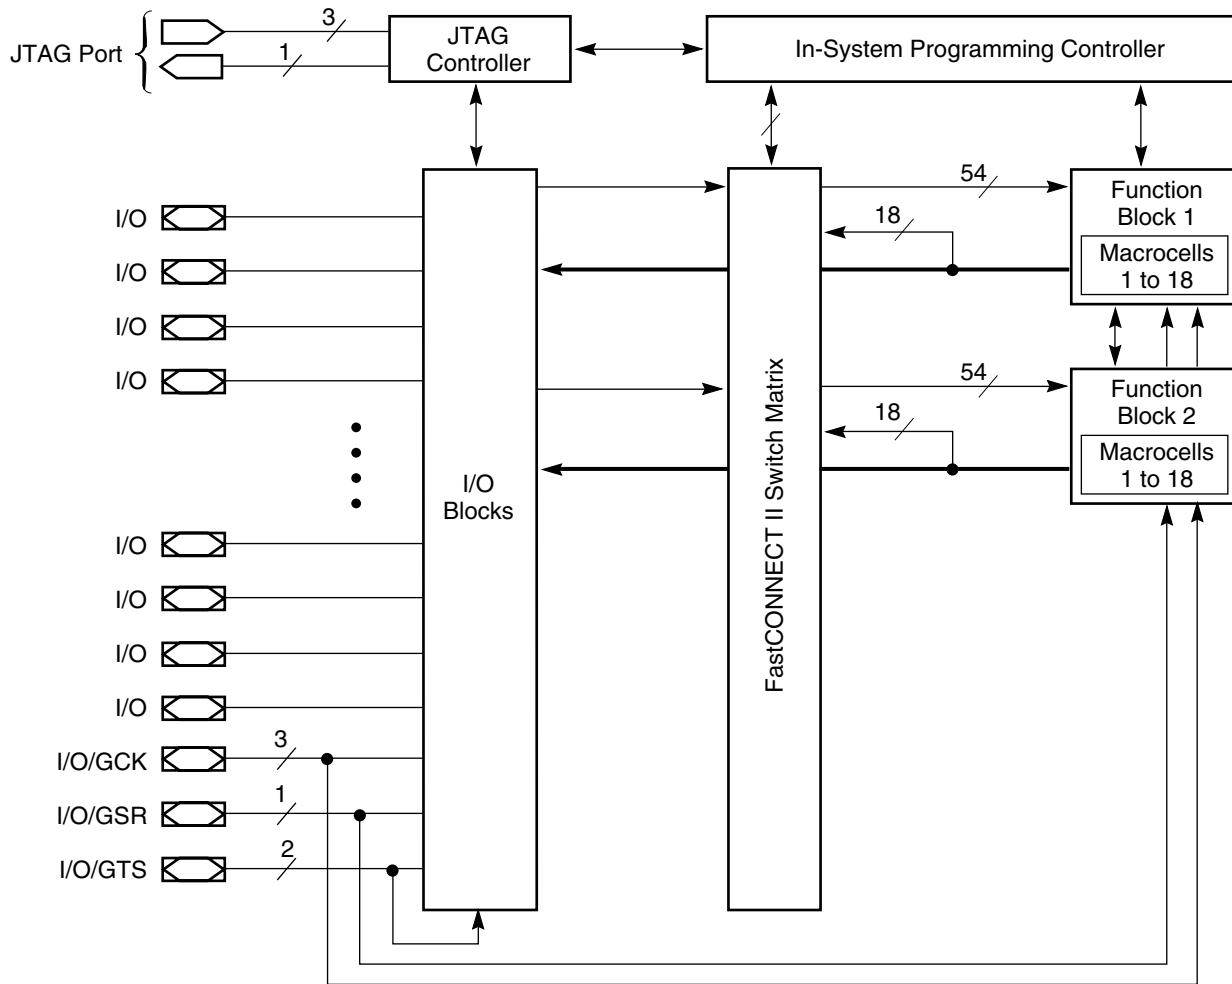 JTAG Port
3
1
JTAG
Controller
In-System Programming Controller
I/O
I/O
I/O
I/O
I/O
I/O
I/O
I/O
I/O/GCK
3
I/O/GSR
1
I/O/GTS
2
I/O
Blocks
FastCONNECT II Switch Matrix
54
18
Function
Block 1
Macrocells
1 to 18
54
18
Function
Block 2
Macrocells
1 to 18